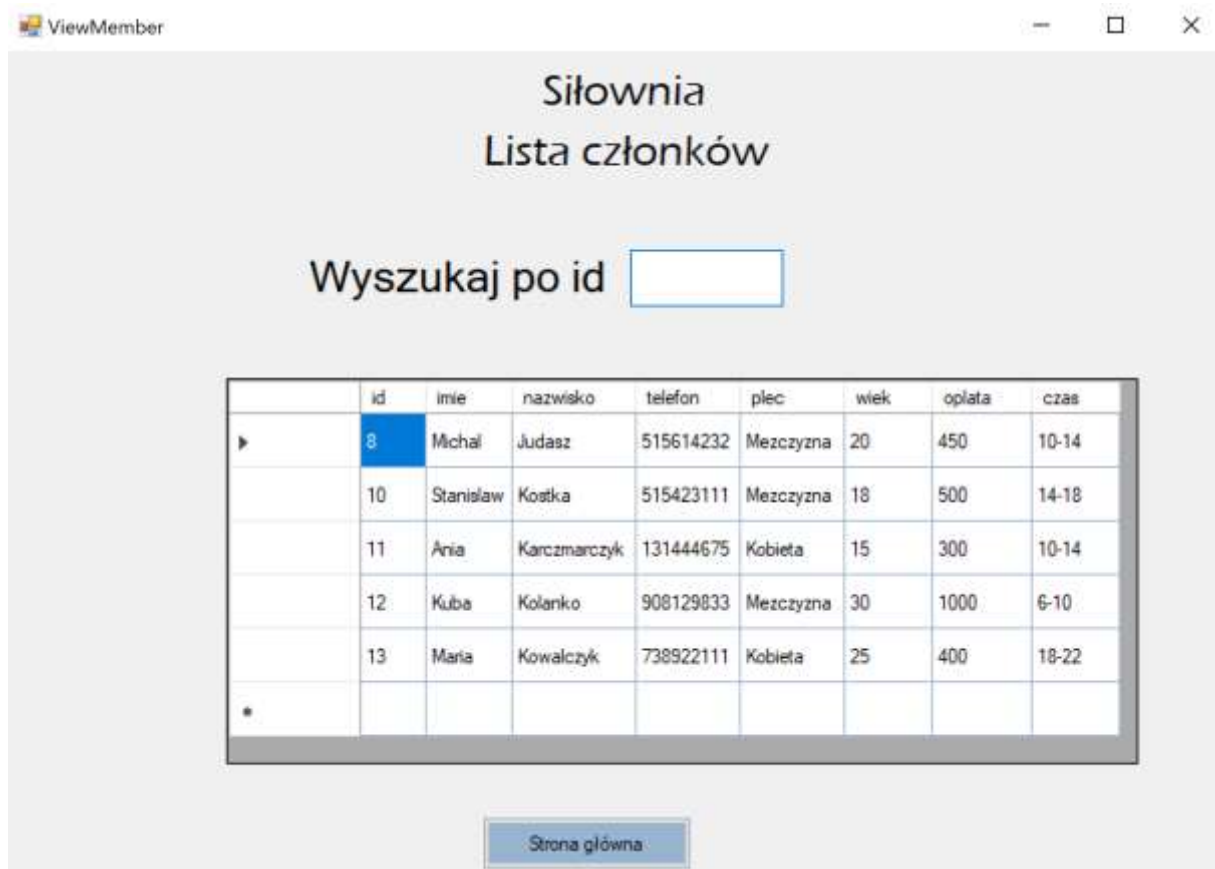 ViewMember
Siłownia
Lista członków
Wyszukaj po id
id imie nazwisko telefon plec wiek oplata czas
8 Michal Judasz 515614232 Mezczyzna 20 450 10-14
10 Stanislaw Kostka 515423111 Mezczyzna 18 500 14-18
11 Ania Karczmarczyk 131444675 Kobieta 15 300 10-14
12 Kuba Kolanko 908129833 Mezczyzna 30 1000 6-10
13 Maria Kowalczyk 738922111 Kobieta 25 400 18-22
Strona główna